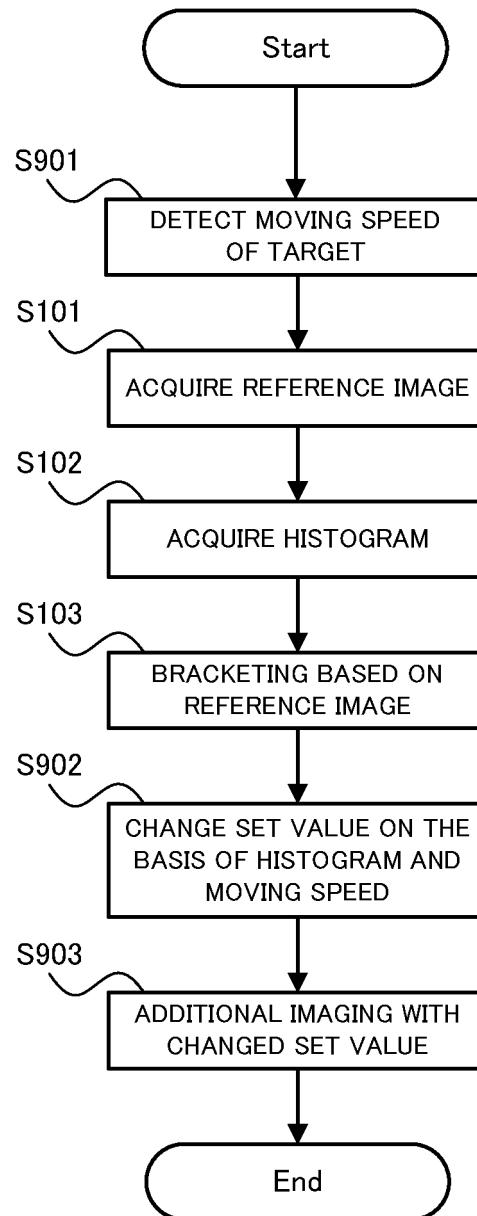 Start
S901
DETECT MOVING SPEED
OF TARGET
S101
ACQUIRE REFERENCE IMAGE
S102
ACQUIRE HISTOGRAM
S103
BRACKETING BASED ON
REFERENCE IMAGE
S902
CHANGE SET VALUE ON THE
BASIS OF HISTOGRAM AND
MOVING SPEED
S903
ADDITIONAL IMAGING WITH
CHANGED SET VALUE
End